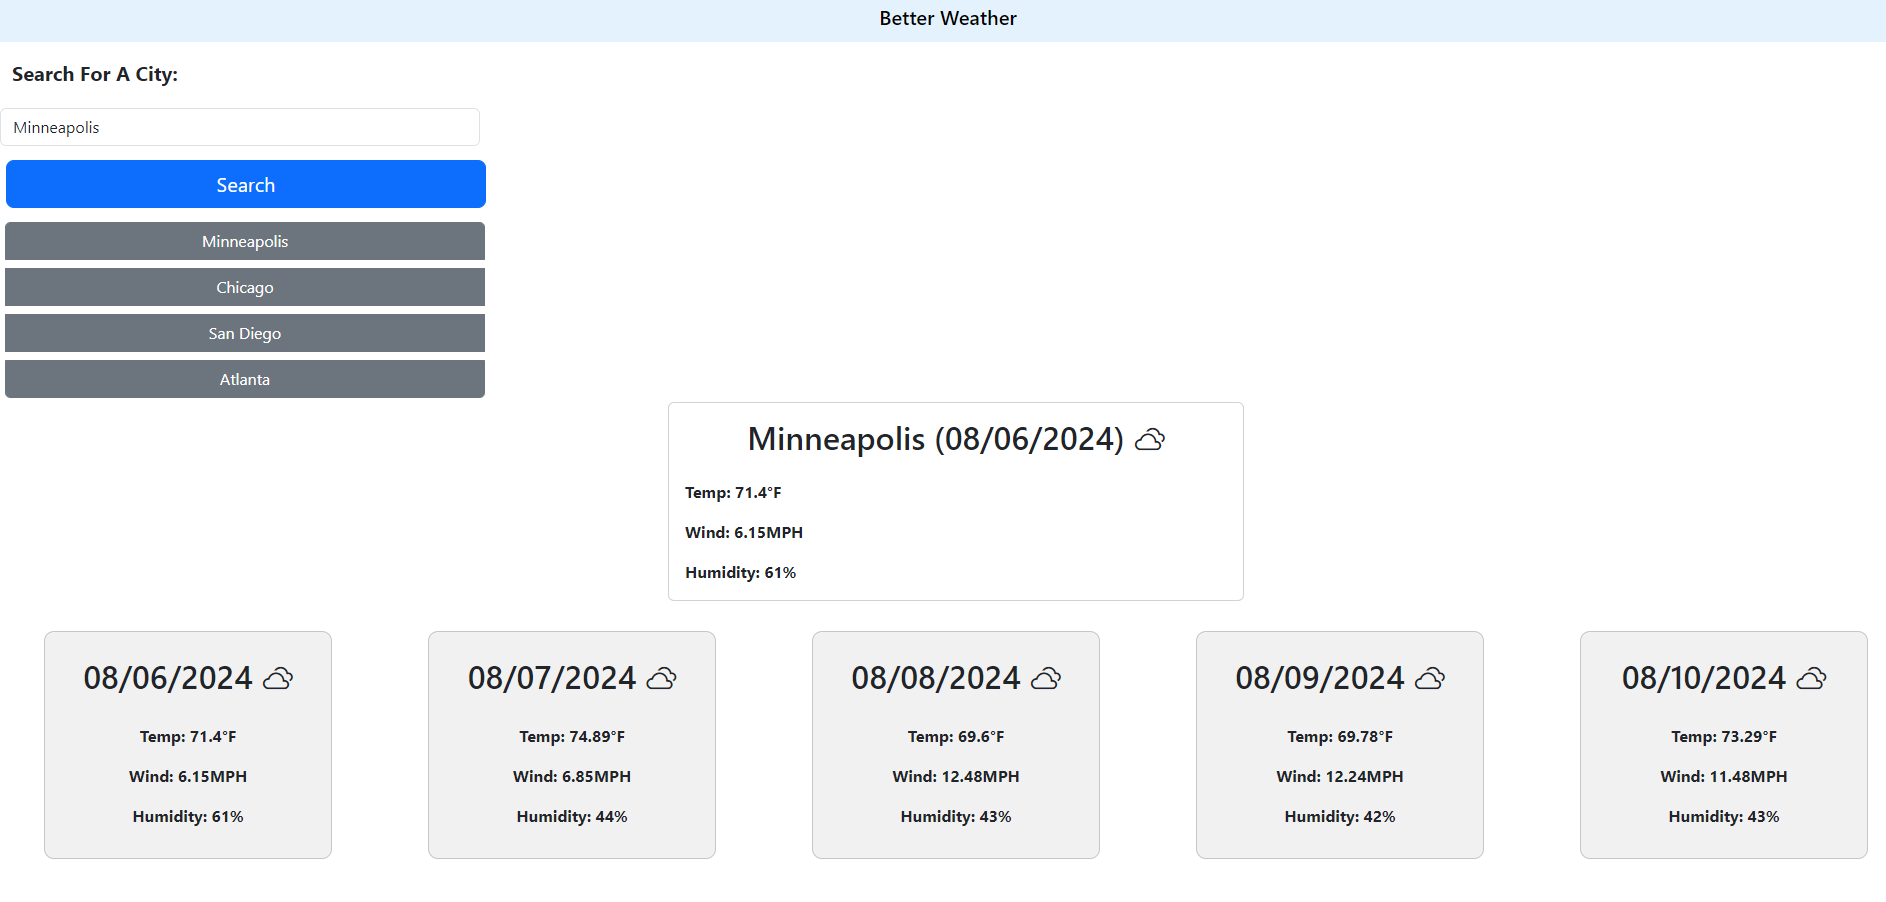 Better Weather
Search For A City:
Minneapolis
Search
Minneapolis
Chicago
San Diego
Atlanta
Minneapolis (08/06/2024)
Temp: 71.4°F
Wind: 6.15MPH
Humidity: 61%
08/06/2024
Temp: 71.4°F
Wind: 6.15MPH
Humidity: 61%
08/07/2024
Temp: 74.89°F
Wind: 6.85MPH
Humidity: 44%
08/08/2024
Temp: 69.6°F
Wind: 12.48MPH
Humidity: 43%
08/09/2024
Temp: 69.78°F
Wind: 12.24MPH
Humidity: 42%
08/10/2024
Temp: 73.29°F
Wind: 11.48MPH
Humidity: 43%